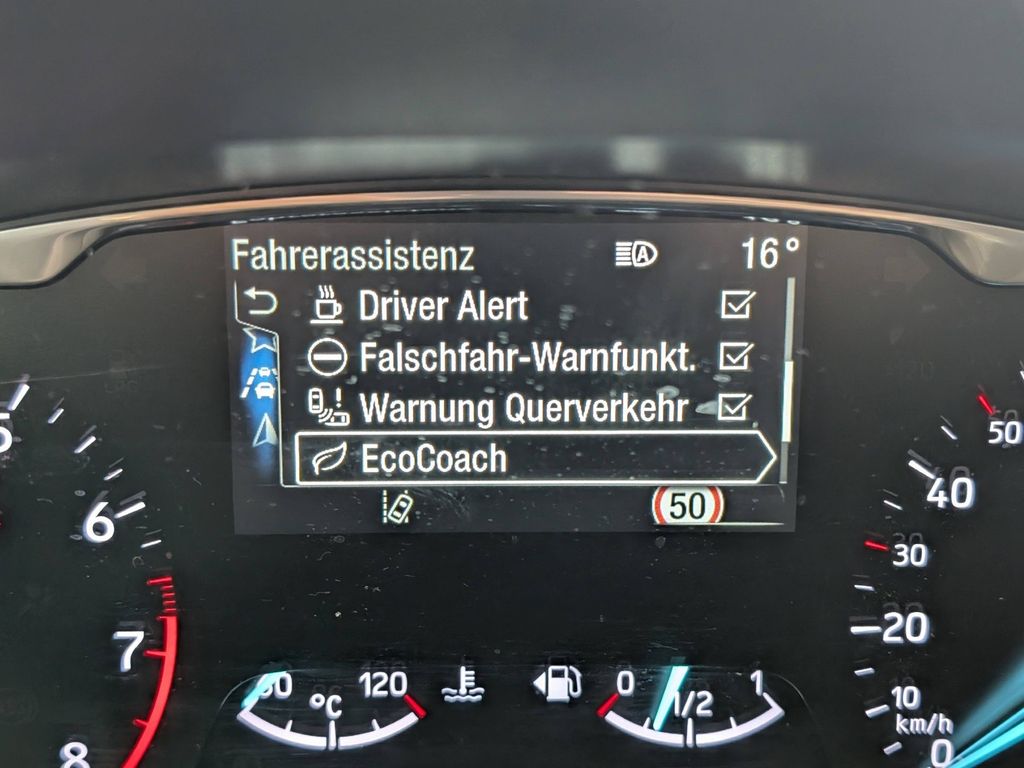 Fahrerassistenz A 16°
Driver Alert
Falschfahr-Warnfunkt.
Warnung Querverkehr
EcoCoach
50
5
6
7
8
120
°C
0
1/2
1
50
40
30
20
10
km/h
0